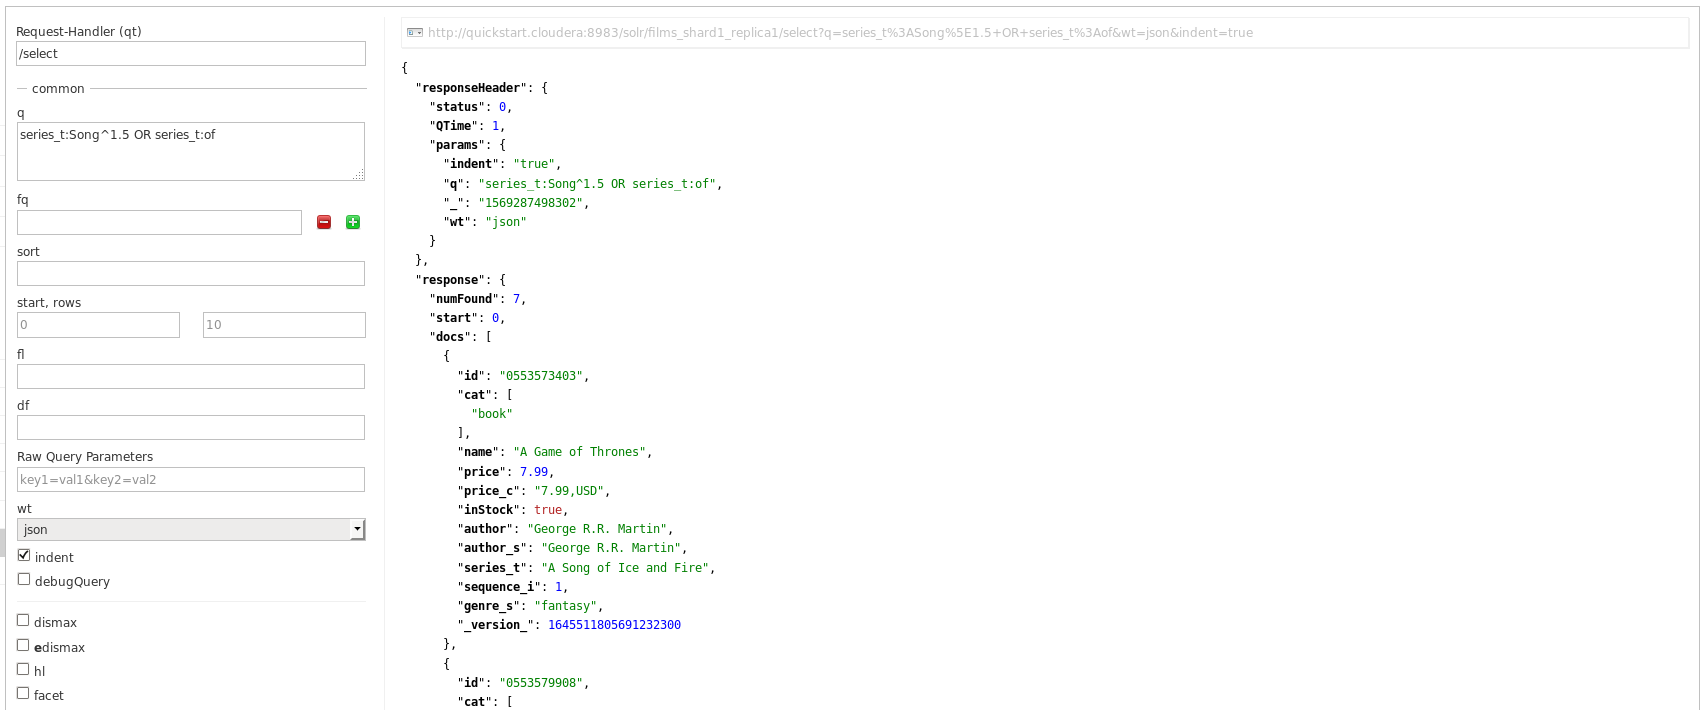 Request-Handler (qt)
/select
common
q
series_t:Song^1.5 OR series_t:of
fq
sort
start, rows
0 10
fl
df
Raw Query Parameters
key1=val1&key2=val2
wt
json
indent
debugQuery
dismax
edismax
hl
facet
http://quickstart.cloudera:8983/solr/films_shard1_replica1/select?q=series_t%3ASong%5E1.5+OR+series_t%3Aof&wt=json&indent=true
{
"responseHeader": {
"status": 0,
"QTime": 1,
"params": {
"indent": "true",
"q": "series_t:Song^1.5 OR series_t:of",
"_": "1569287498302",
"wt": "json"
}
},
"response": {
"numFound": 7,
"start": 0,
"docs": [
{
"id": "0553573403",
"cat": [
"book"
],
"name": "A Game of Thrones",
"price": 7.99,
"price_c": "7.99,USD",
"inStock": true,
"author": "George R.R. Martin",
"author_s": "George R.R. Martin",
"series_t": "A Song of Ice and Fire",
"sequence_i": 1,
"genre_s": "fantasy",
"_version_": 1645511805691232300
},
{
"id": "0553579908",
"cat": [